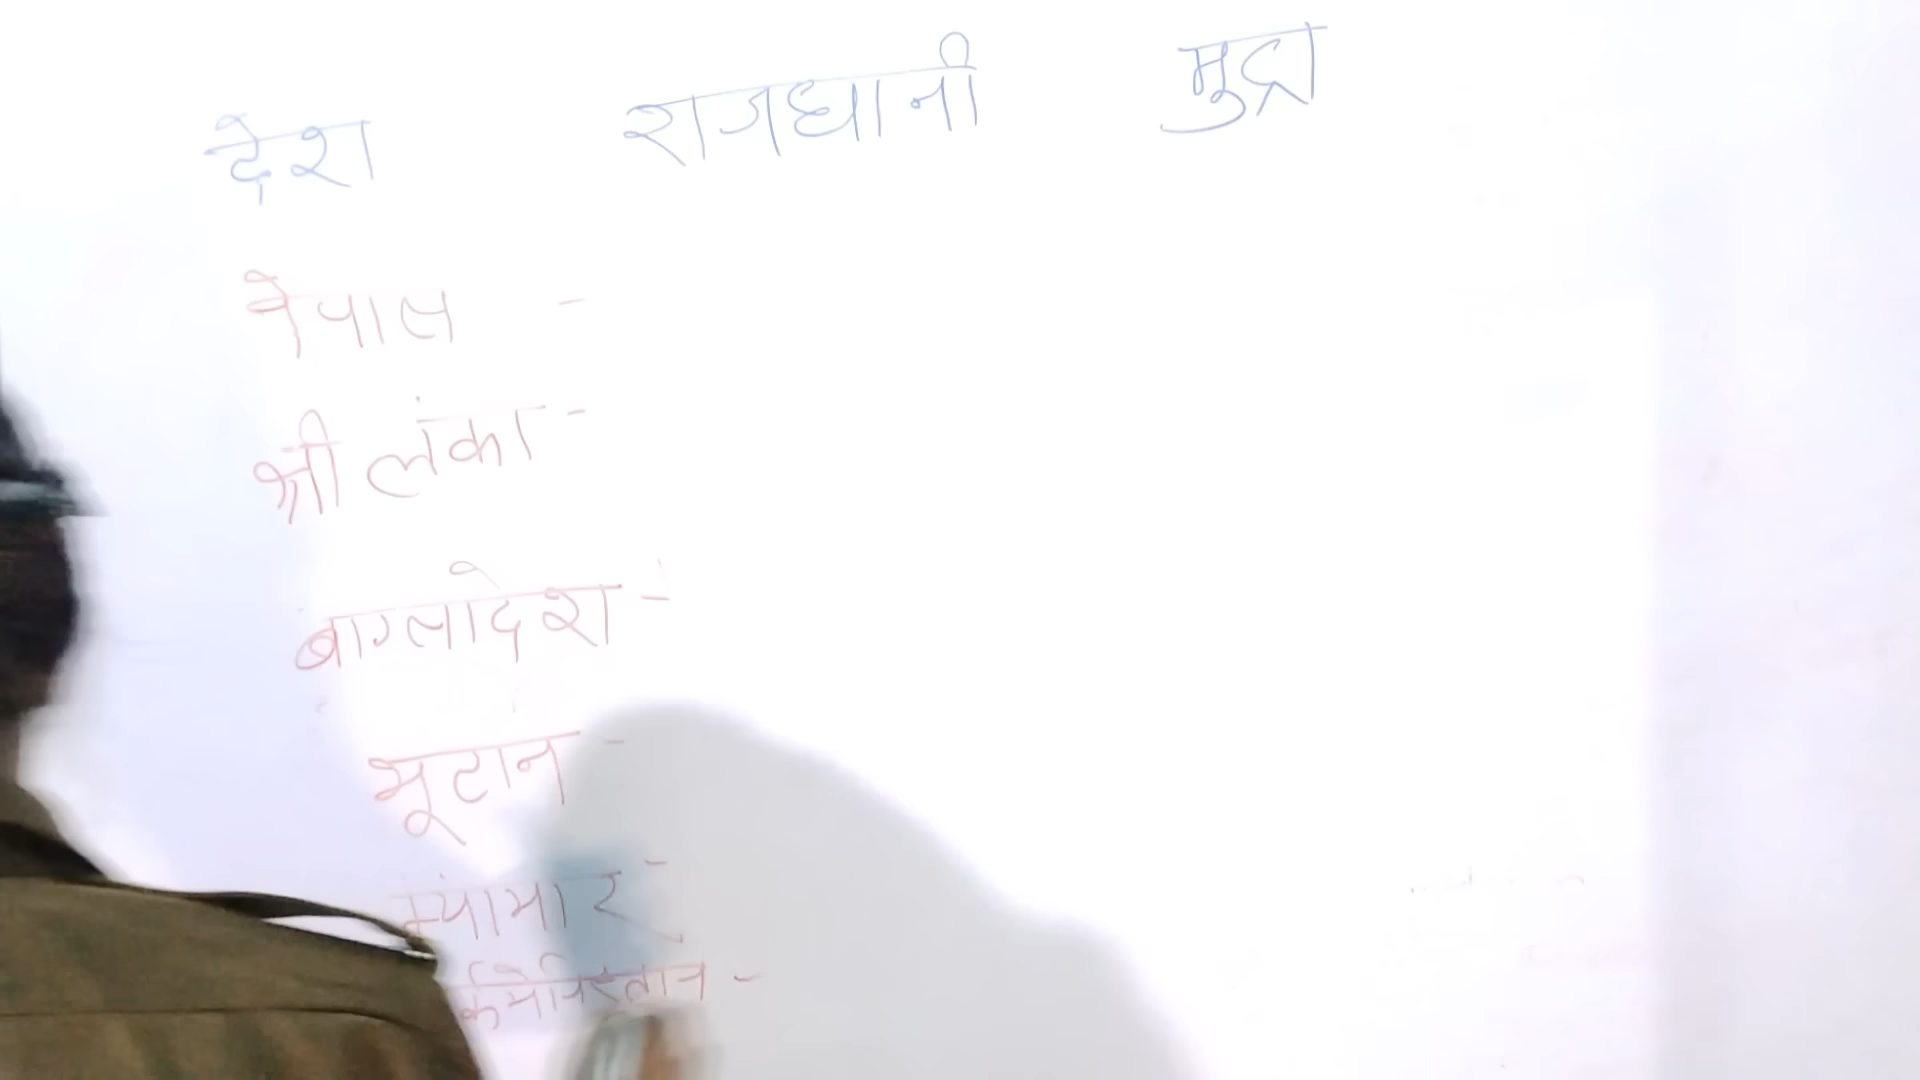 देश राजधानी मुद्रा
नेपाल -
श्री लंका -
बाग्लादेश -
भूटान -
म्यांमार -